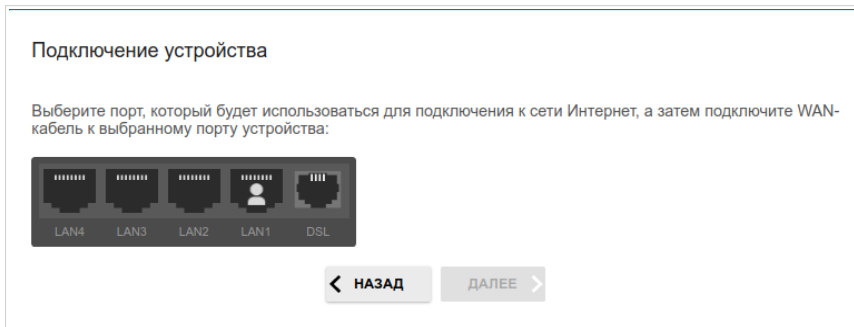 Подключение устройства
Выберите порт, который будет использоваться для подключения к сети Интернет, а затем подключите WAN-
кабель к выбранному порту устройства:
LAN4 LAN3 LAN2 LAN1 DSL
НАЗАД ДАЛЕЕ